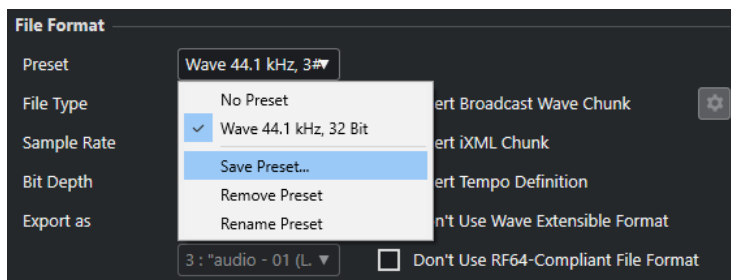 File Format
Preset
Wave 44.1 kHz, 3
File Type
No Preset
ert Broadcast Wave Chunk
Wave 44.1 kHz, 32 Bit
Sample Rate
ert iXML Chunk
Save Preset...
Bit Depth
ert Tempo Definition
Remove Preset
Export as
Rename Preset
n't Use Wave Extensible Format
3 : "audio - 01 (L.
Don't Use RF64-Compliant File Format